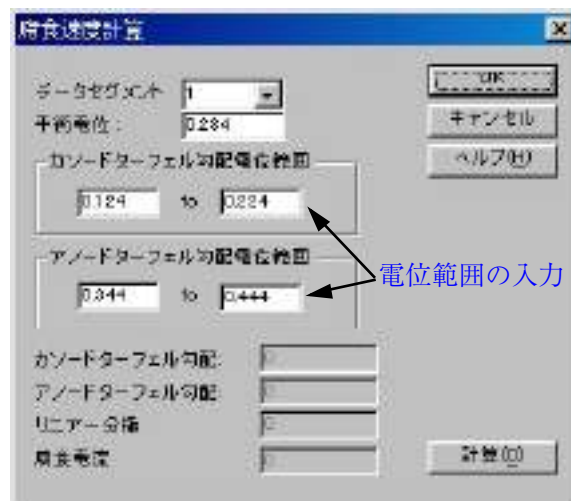 腐食速度計算
データセグメント 1
OK
平衡電位: 0.284
キャンセル
ヘルプ(H)
カソードターフェル勾配電位範囲
0.124 to 0.224
アノードターフェル勾配電位範囲
0.344 to 0.444
電位範囲の入力
カソードターフェル勾配: 0
アノードターフェル勾配: 0
リニアー分極 0
腐食電流 0
計算(C)